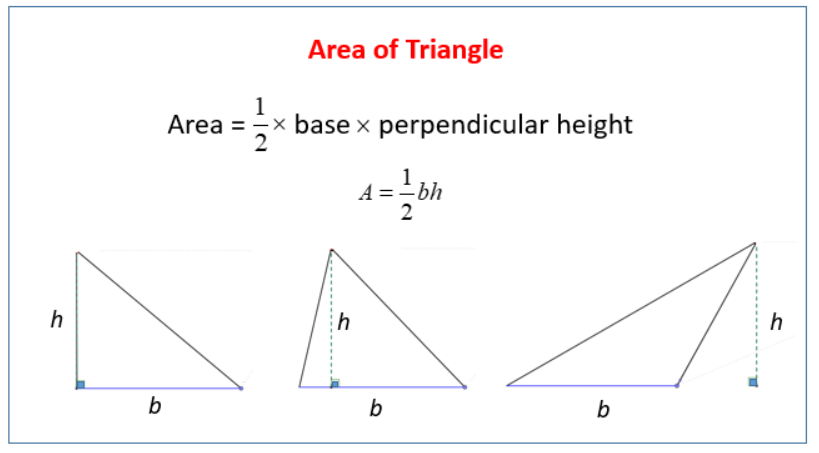 Area of Triangle
Area = 1/2 × base × perpendicular height
A = 1/2 bh
h
h
h
b
b
b